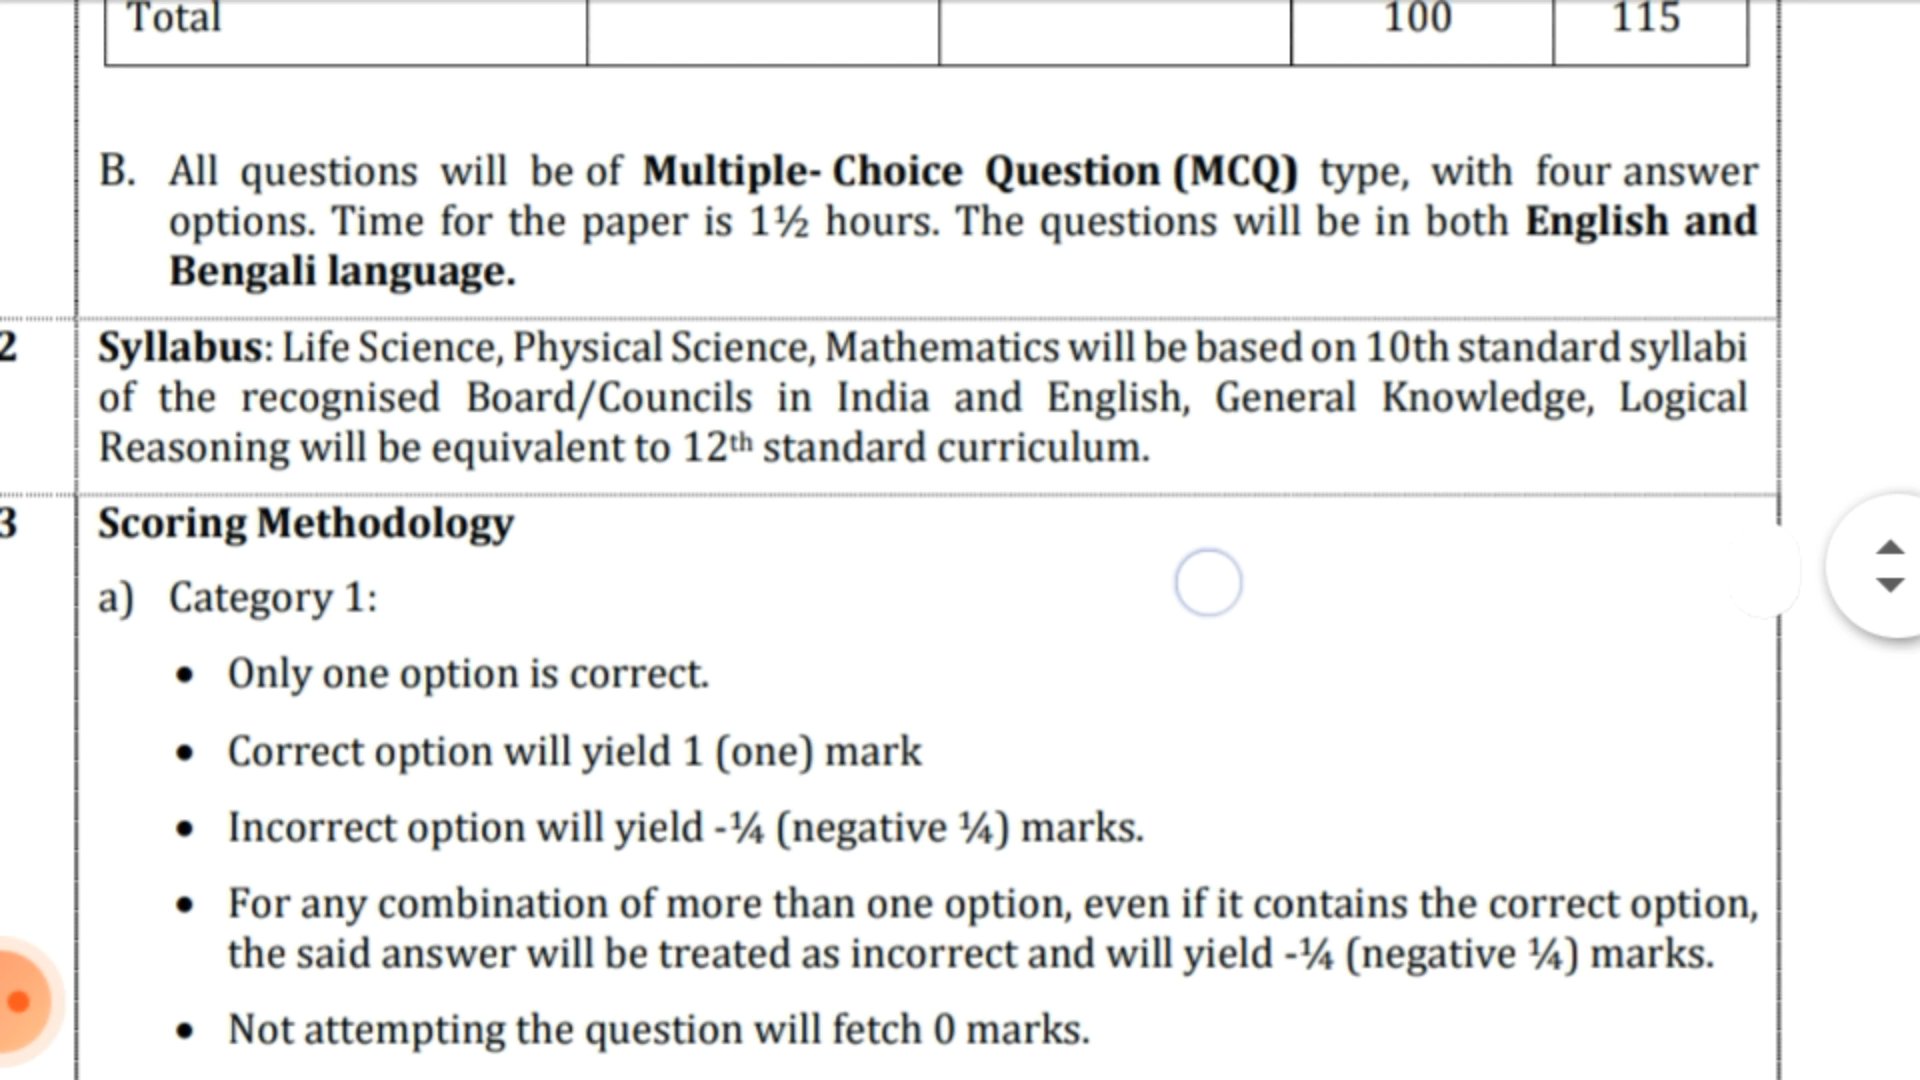 Total 100 115
B. All questions will be of Multiple- Choice Question (MCQ) type, with four answer
options. Time for the paper is 1½ hours. The questions will be in both English and
Bengali language.
2 Syllabus: Life Science, Physical Science, Mathematics will be based on 10th standard syllabi
of the recognised Board/Councils in India and English, General Knowledge, Logical
Reasoning will be equivalent to 12th standard curriculum.
3 Scoring Methodology
a) Category 1:
• Only one option is correct.
• Correct option will yield 1 (one) mark
• Incorrect option will yield -¼ (negative ¼) marks.
• For any combination of more than one option, even if it contains the correct option,
the said answer will be treated as incorrect and will yield -¼ (negative ¼) marks.
• Not attempting the question will fetch 0 marks.